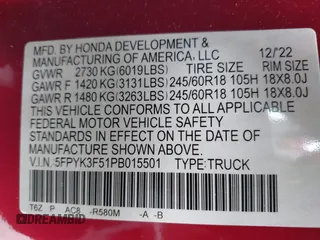 MFD. BY HONDA DEVELOPMENT &
MANUFACTURING OF AMERICA, LLC 12/'22
GVWR 2730 KG(6019LBS) TIRE SIZE RIM SIZE
GAWR F 1420 KG(3131LBS) 245/60R18 105H 18X8.0J
GAWR R 1480 KG(3263LBS) 245/60R18 105H 18X8.0J
THIS VEHICLE CONFORMS TO ALL APPLICABLE
FEDERAL MOTOR VEHICLE SAFETY
STANDARDS IN EFFECT ON THE DATE
OF MANUFACTURE SHOWN ABOVE.
V.I.N.:5FPYK3F51PB015501 TYPE:TRUCK
T6Z P AC8 -R580M -A -B
DREAMBID